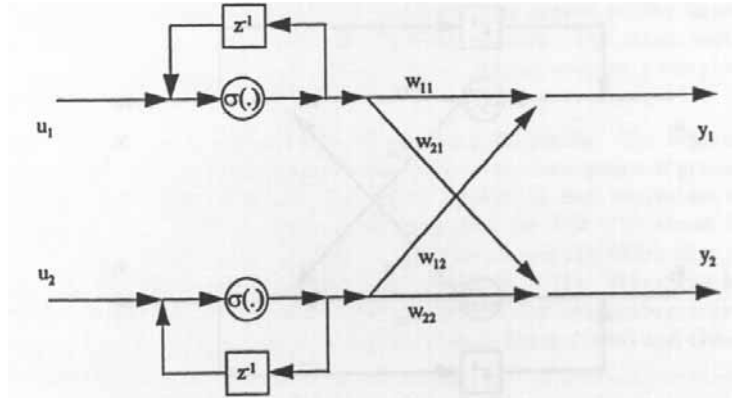 z⁻¹
σ(.)
w₁₁
u₁
y₁
w₂₁
u₂
w₁₂
y₂
σ(.)
w₂₂
z⁻¹